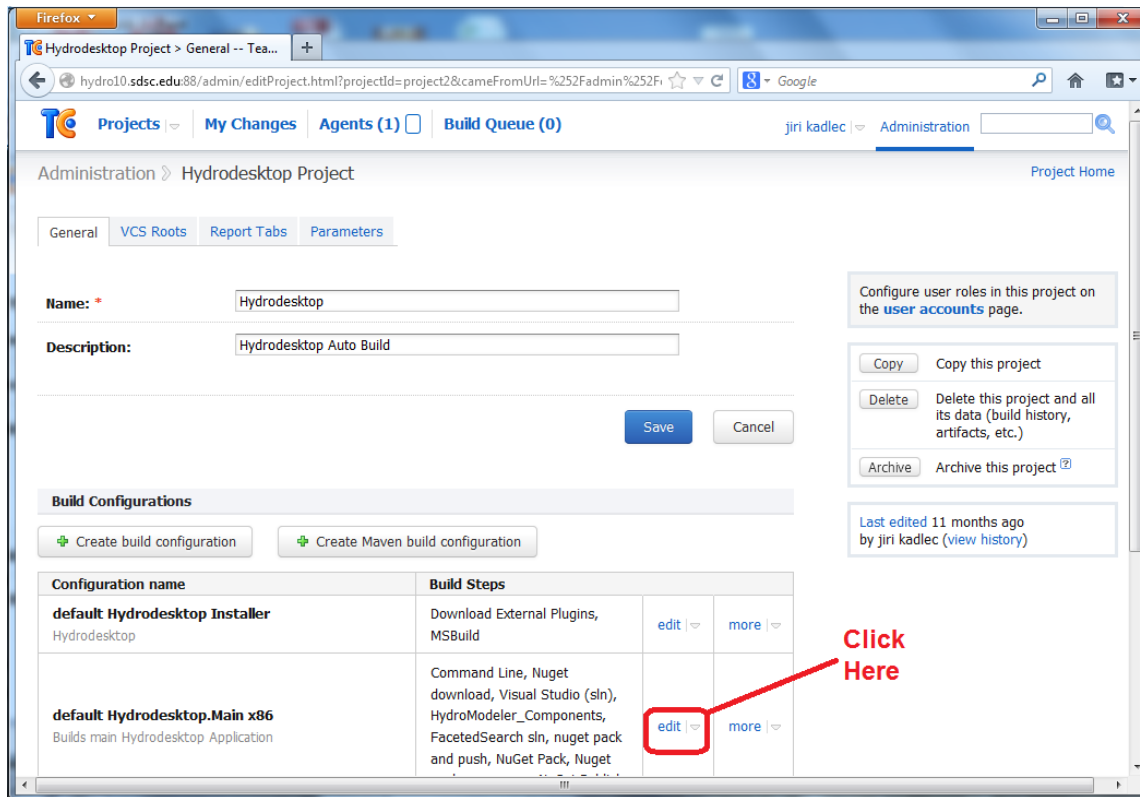 Firefox
Hydrodesktop Project > General -- Tea...
hydro10.sdsc.edu:88/admin/editProject.html?projectId=project2&cameFromUrl=%252Fadmin%252F
Google
Projects
My Changes
Agents (1)
Build Queue (0)
jiri kadlec
Administration
Administration » Hydrodesktop Project
Project Home
General
VCS Roots
Report Tabs
Parameters
Name: *
Hydrodesktop
Description:
Hydrodesktop Auto Build
Save
Cancel
Configure user roles in this project on
the user accounts page.
Copy
Copy this project
Delete
Delete this project and all
its data (build history,
artifacts, etc.)
Archive
Archive this project ?
Last edited 11 months ago
by jiri kadlec (view history)
Build Configurations
Create build configuration
Create Maven build configuration
Configuration name
Build Steps
default Hydrodesktop Installer
Hydrodesktop
Download External Plugins,
MSBuild
edit
more
default Hydrodesktop.Main x86
Builds main Hydrodesktop Application
Command Line, Nuget
download, Visual Studio (sln),
HydroModeler_Components,
FacetedSearch sln, nuget pack
and push, NuGet Pack, Nuget
edit
more
Click
Here